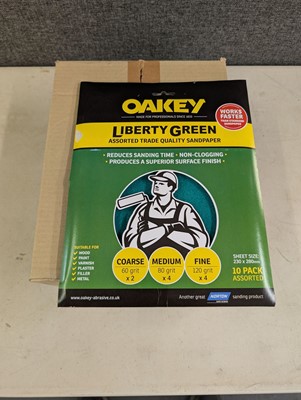 OAKEY
MADE FOR PROFESSIONALS SINCE 1833
WORKS
FASTER
LIBERTY GREEN
ASSORTED TRADE QUALITY SANDPAPER
• REDUCES SANDING TIME • NON-CLOGGING •
• PRODUCES A SUPERIOR SURFACE FINISH •
SUITABLE FOR
• WOOD
• PAINT
• VARNISH
• PLASTER
• FILLER
• METAL
COARSE
60 grit
x 2
MEDIUM
80 grit
x 4
FINE
120 grit
x 4
SHEET SIZE:
230 x 280mm
10 PACK
ASSORTED
www.oakey-abrasive.co.uk
Another great
NORTON
sanding product